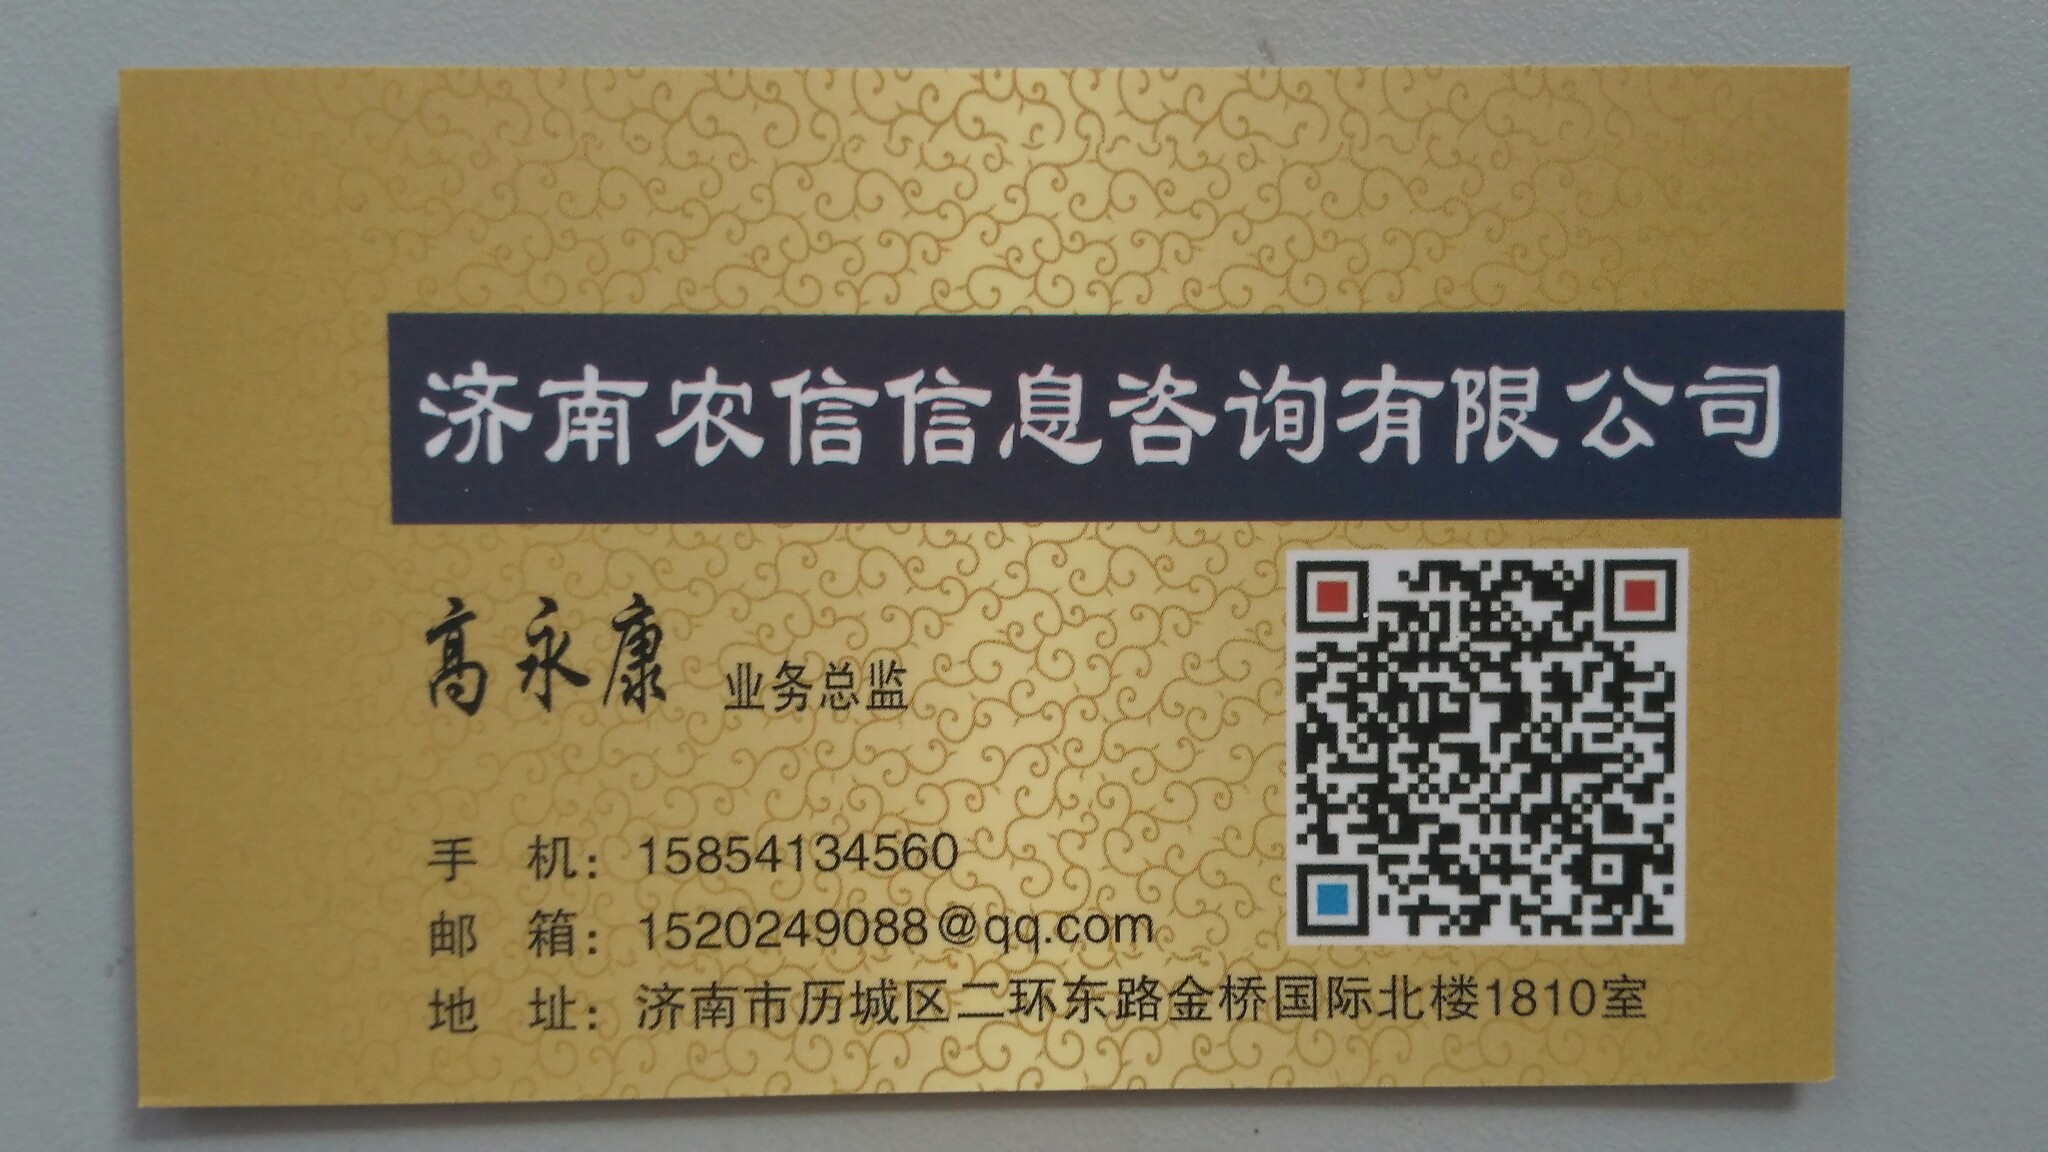 济南农信信息咨询有限公司
高永康 业务总监
手 机：15854134560
邮 箱：1520249088@qq.com
地 址：济南市历城区二环东路金桥国际北楼1810室